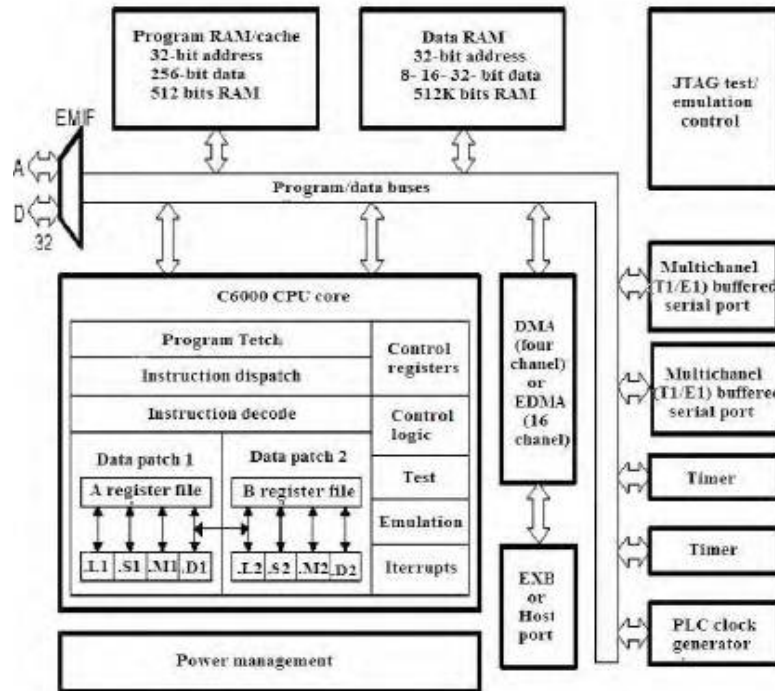 Program RAM/cache
32-bit address
256-bit data
512 bits RAM
Data RAM
32-bit address
8- 16- 32- bit data
512K bits RAM
JTAG test/
emulation
control
EMIF
A
D
32
Program/data buses
C6000 CPU core
Program Tetch
Instruction dispatch
Instruction decode
Data patch 1
A register file
.L1 .S1 .M1 .D1
Data patch 2
B register file
.L2 .S2 .M2 .D2
Control
registers
Control
logic
Test
Emulation
Iterrupts
Power management
DMA
(four
chanel)
or
EDMA
(16
chanel)
EXB
or
Host
port
Multichanel
(T1/E1) buffered
serial port
Multichanel
(T1/E1) buffered
serial port
Timer
Timer
PLC clock
generator